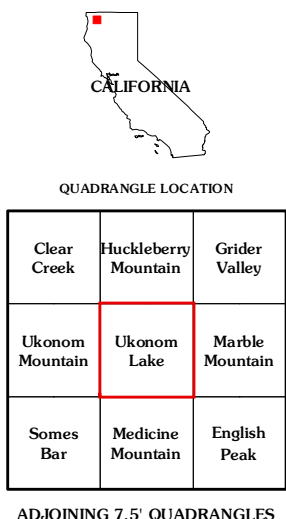 CALIFORNIA
QUADRANGLE LOCATION
Clear
Creek
Huckleberry
Mountain
Grider
Valley
Ukonom
Mountain
Ukonom
Lake
Marble
Mountain
Somes
Bar
Medicine
Mountain
English
Peak
ADJOINING 7.5' QUADRANGLES